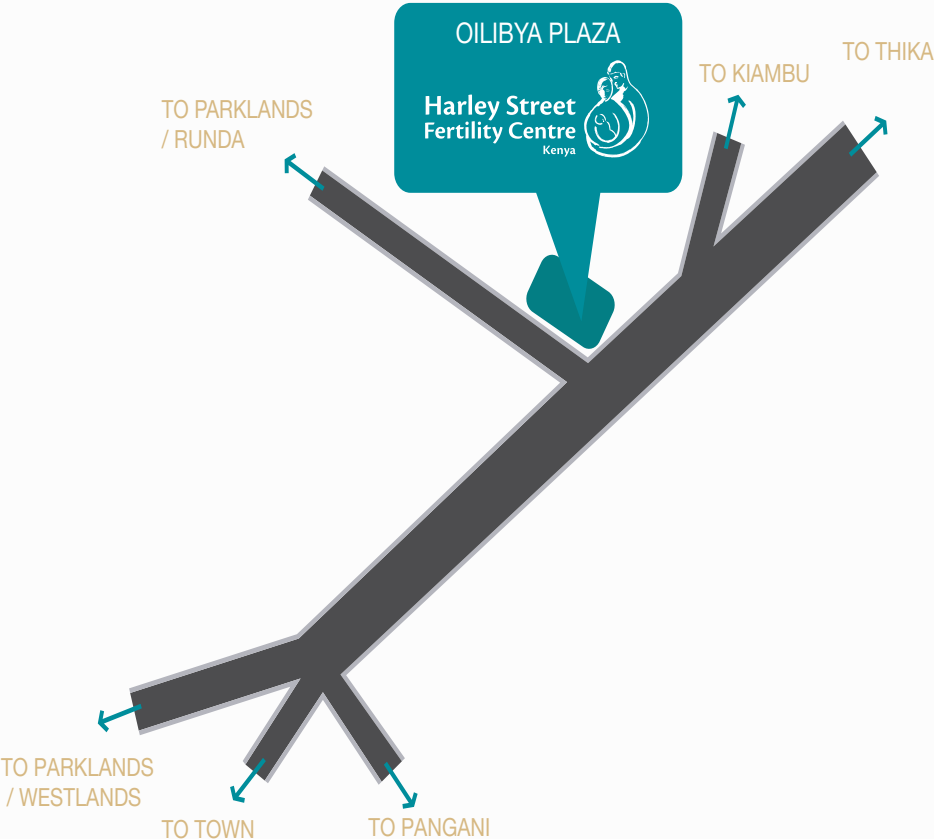 OILIBYA PLAZA
Harley Street
Fertility Centre
Kenya
TO KIAMBU
TO THIKA
TO PARKLANDS
/ RUNDA
TO PARKLANDS
/ WESTLANDS
TO TOWN
TO PANGANI